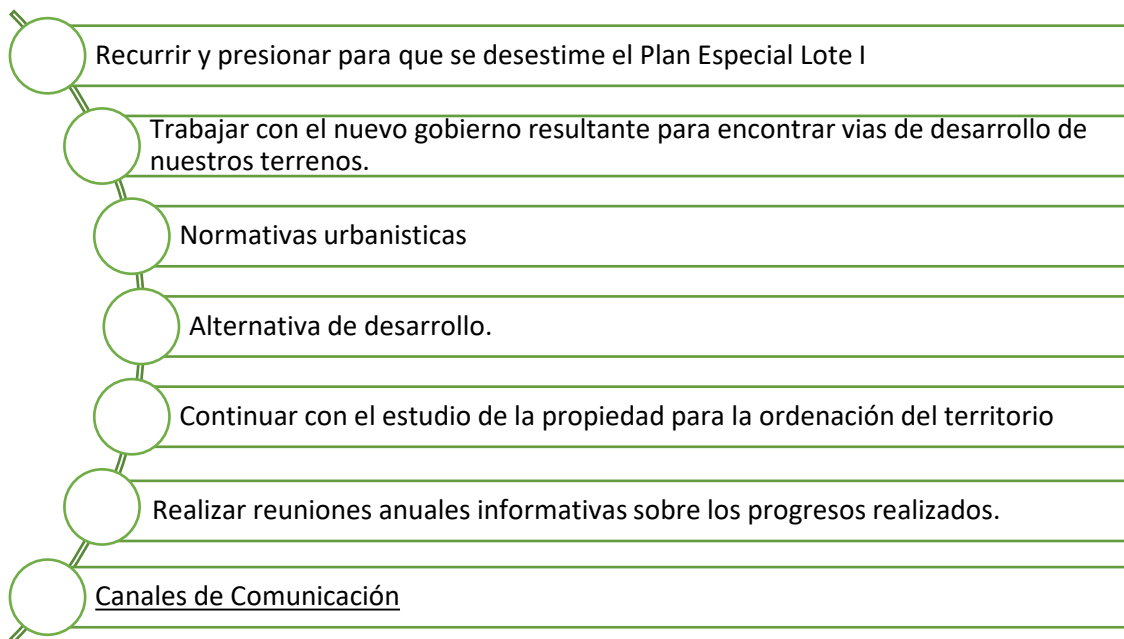 Recurrir y presionar para que se desestime el Plan Especial Lote I
Trabajar con el nuevo gobierno resultante para encontrar vias de desarrollo de
nuestros terrenos.
Normativas urbanisticas
Alternativa de desarrollo.
Continuar con el estudio de la propiedad para la ordenación del territorio
Realizar reuniones anuales informativas sobre los progresos realizados.
Canales de Comunicación